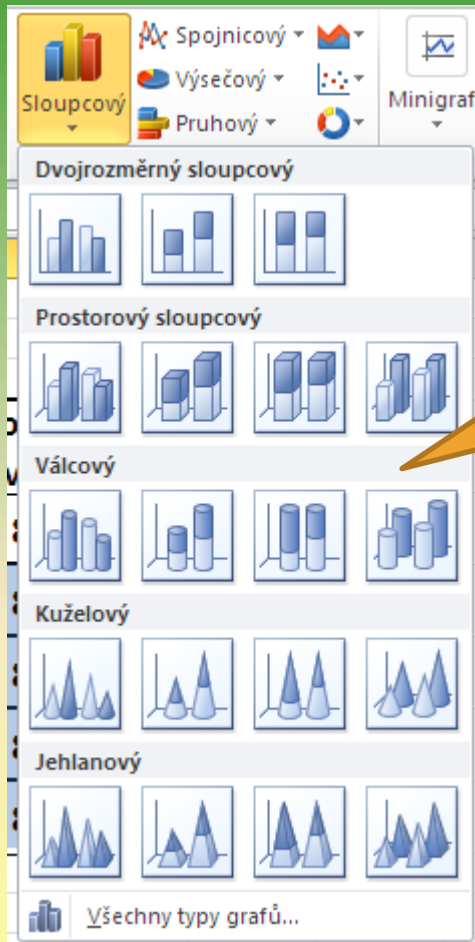 Sloupcový
Spojnicový
Výsečový
Pruhový
Minigraf
Dvojrozměrný sloupcový
Prostorový sloupcový
Válcový
Kuželový
Jehlanový
Všechny typy grafů...